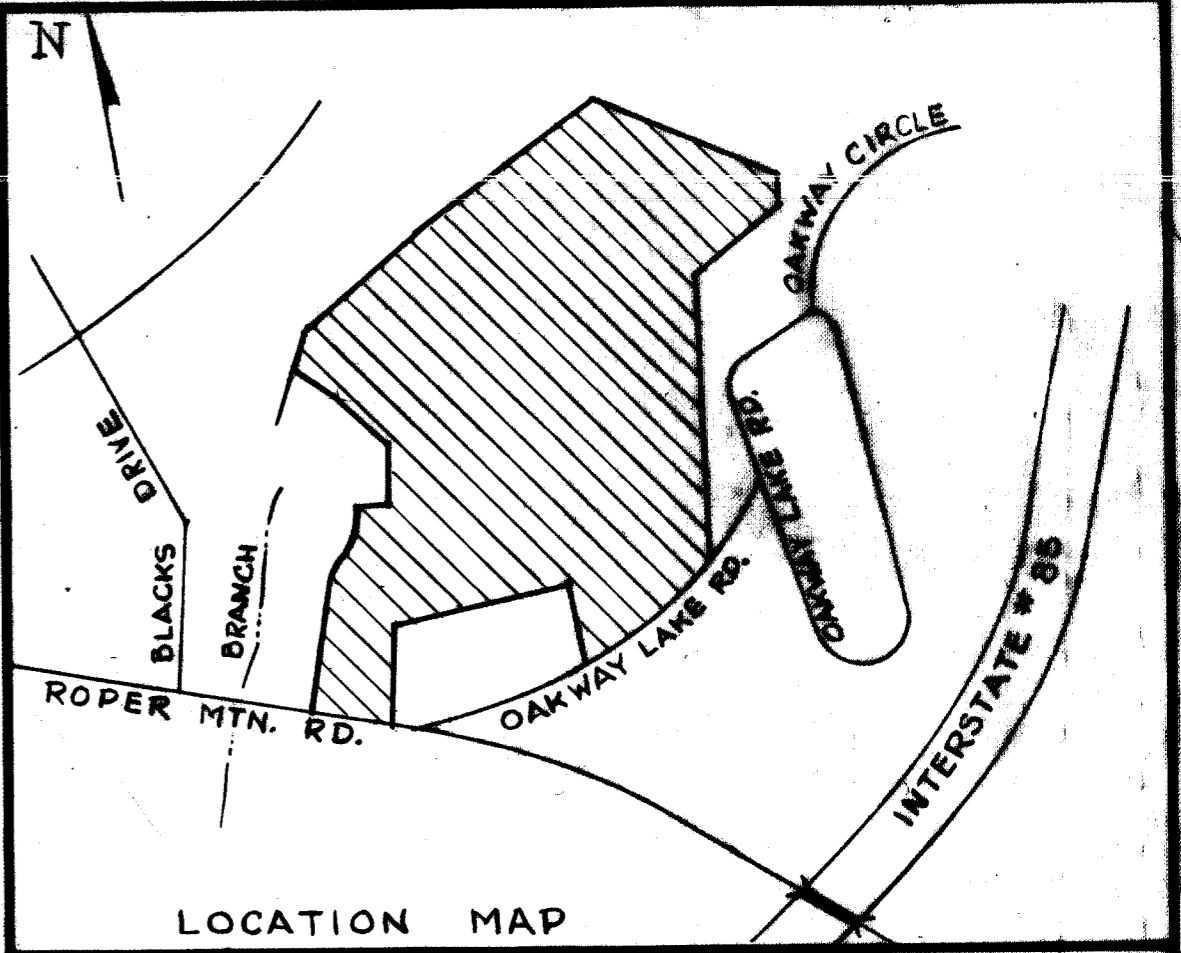 N
OAKWAY CIRCLE
OAKWAY LAKE RD.
DRIVE
BLACKS
BRANCH
OAKWAY LAKE RD.
INTERSTATE # 85
ROPER MTN. RD.
LOCATION MAP